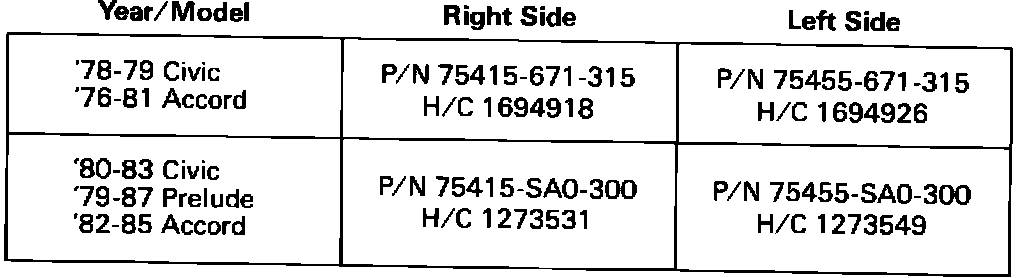 Year/Model Right Side Left Side
'78-79 Civic
'76-81 Accord
P/N 75415-671-315
H/C 1694918
P/N 75455-671-315
H/C 1694926
'80-83 Civic
'79-87 Prelude
'82-85 Accord
P/N 75415-SA0-300
H/C 1273531
P/N 75455-SA0-300
H/C 1273549